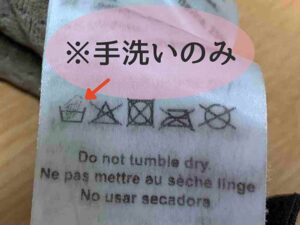 ※手洗いのみ
Do not tumble dry
Ne pas mettre au sèche linge
No usar secadora